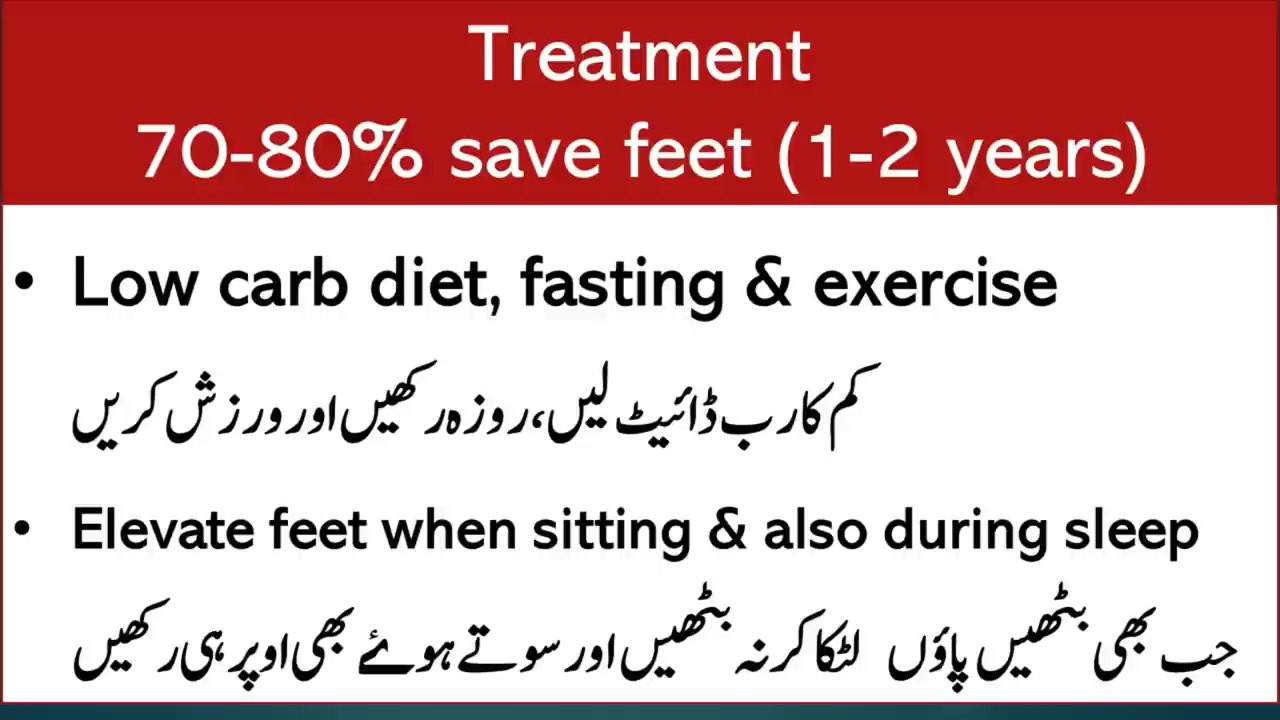 Treatment
70-80% save feet (1-2 years)
• Low carb diet, fasting & exercise
کم کارب ڈائیٹ لیں، روزہ رکھیں اور ورزش کریں
• Elevate feet when sitting & also during sleep
جب بھی بٹھیں پاؤں لٹکا کر نہ بٹھیں اور سوتے ہوئے بھی اوپر ہی رکھیں